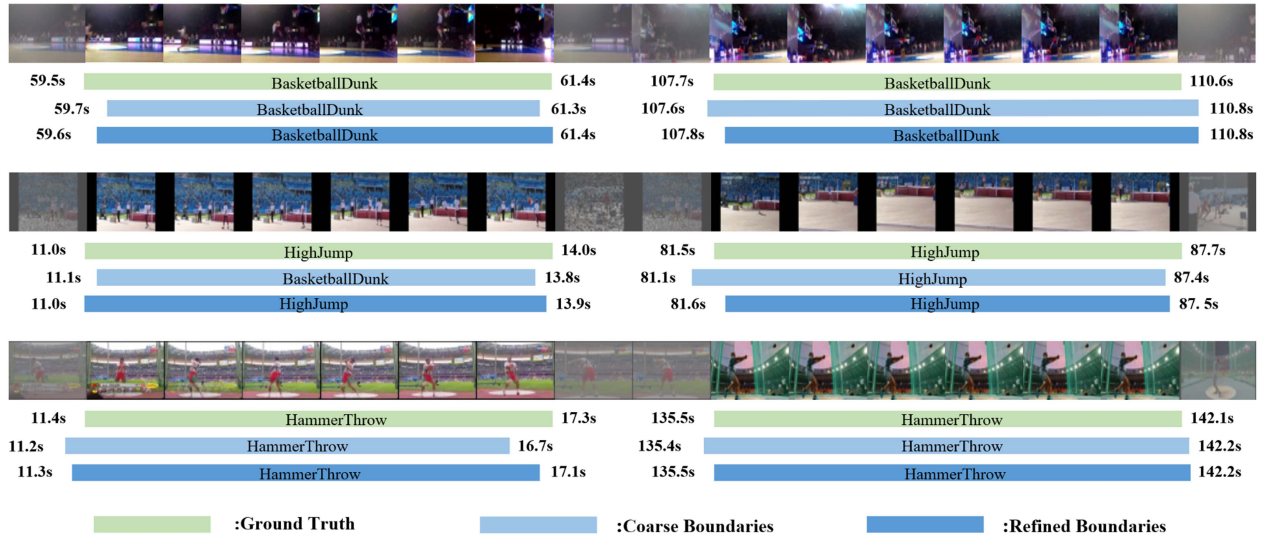 59.5s BasketballDunk 61.4s 107.7s BasketballDunk 110.6s
59.7s BasketballDunk 61.3s 107.6s BasketballDunk 110.8s
59.6s BasketballDunk 61.4s 107.8s BasketballDunk 110.8s
11.0s HighJump 14.0s 81.5s HighJump 87.7s
11.1s BasketballDunk 13.8s 81.1s HighJump 87.4s
11.0s HighJump 13.9s 81.6s HighJump 87. 5s
11.4s HammerThrow 17.3s 135.5s HammerThrow 142.1s
11.2s HammerThrow 16.7s 135.4s HammerThrow 142.2s
11.3s HammerThrow 17.1s 135.5s HammerThrow 142.2s
:Ground Truth :Coarse Boundaries :Refined Boundaries